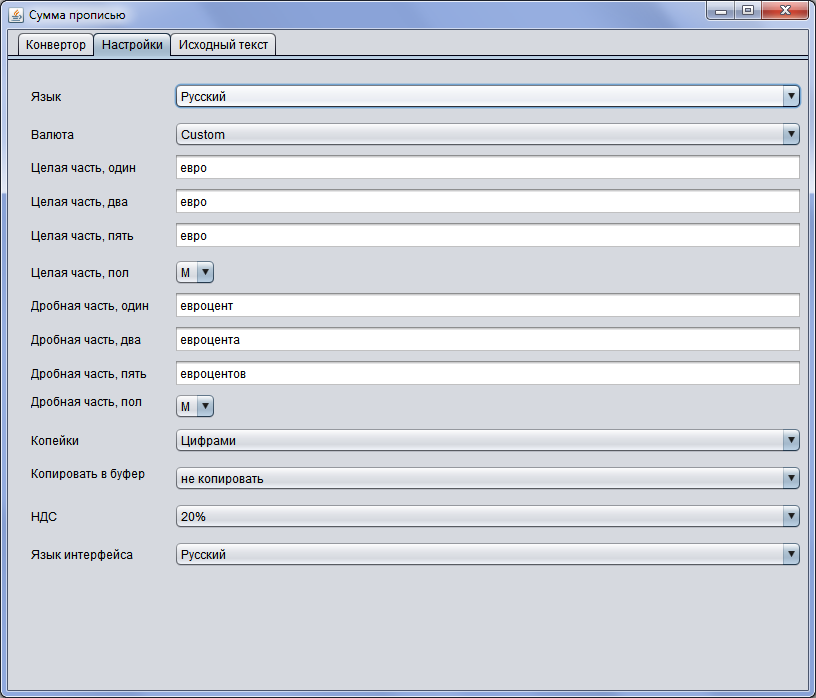 Сумма прописью
Конвертор Настройки Исходный текст
Язык Русский
Валюта Custom
Целая часть, один евро
Целая часть, два евро
Целая часть, пять евро
Целая часть, пол М
Дробная часть, один евроцент
Дробная часть, два евроцента
Дробная часть, пять евроцентов
Дробная часть, пол М
Копейки Цифрами
Копировать в буфер не копировать
НДС 20%
Язык интерфейса Русский